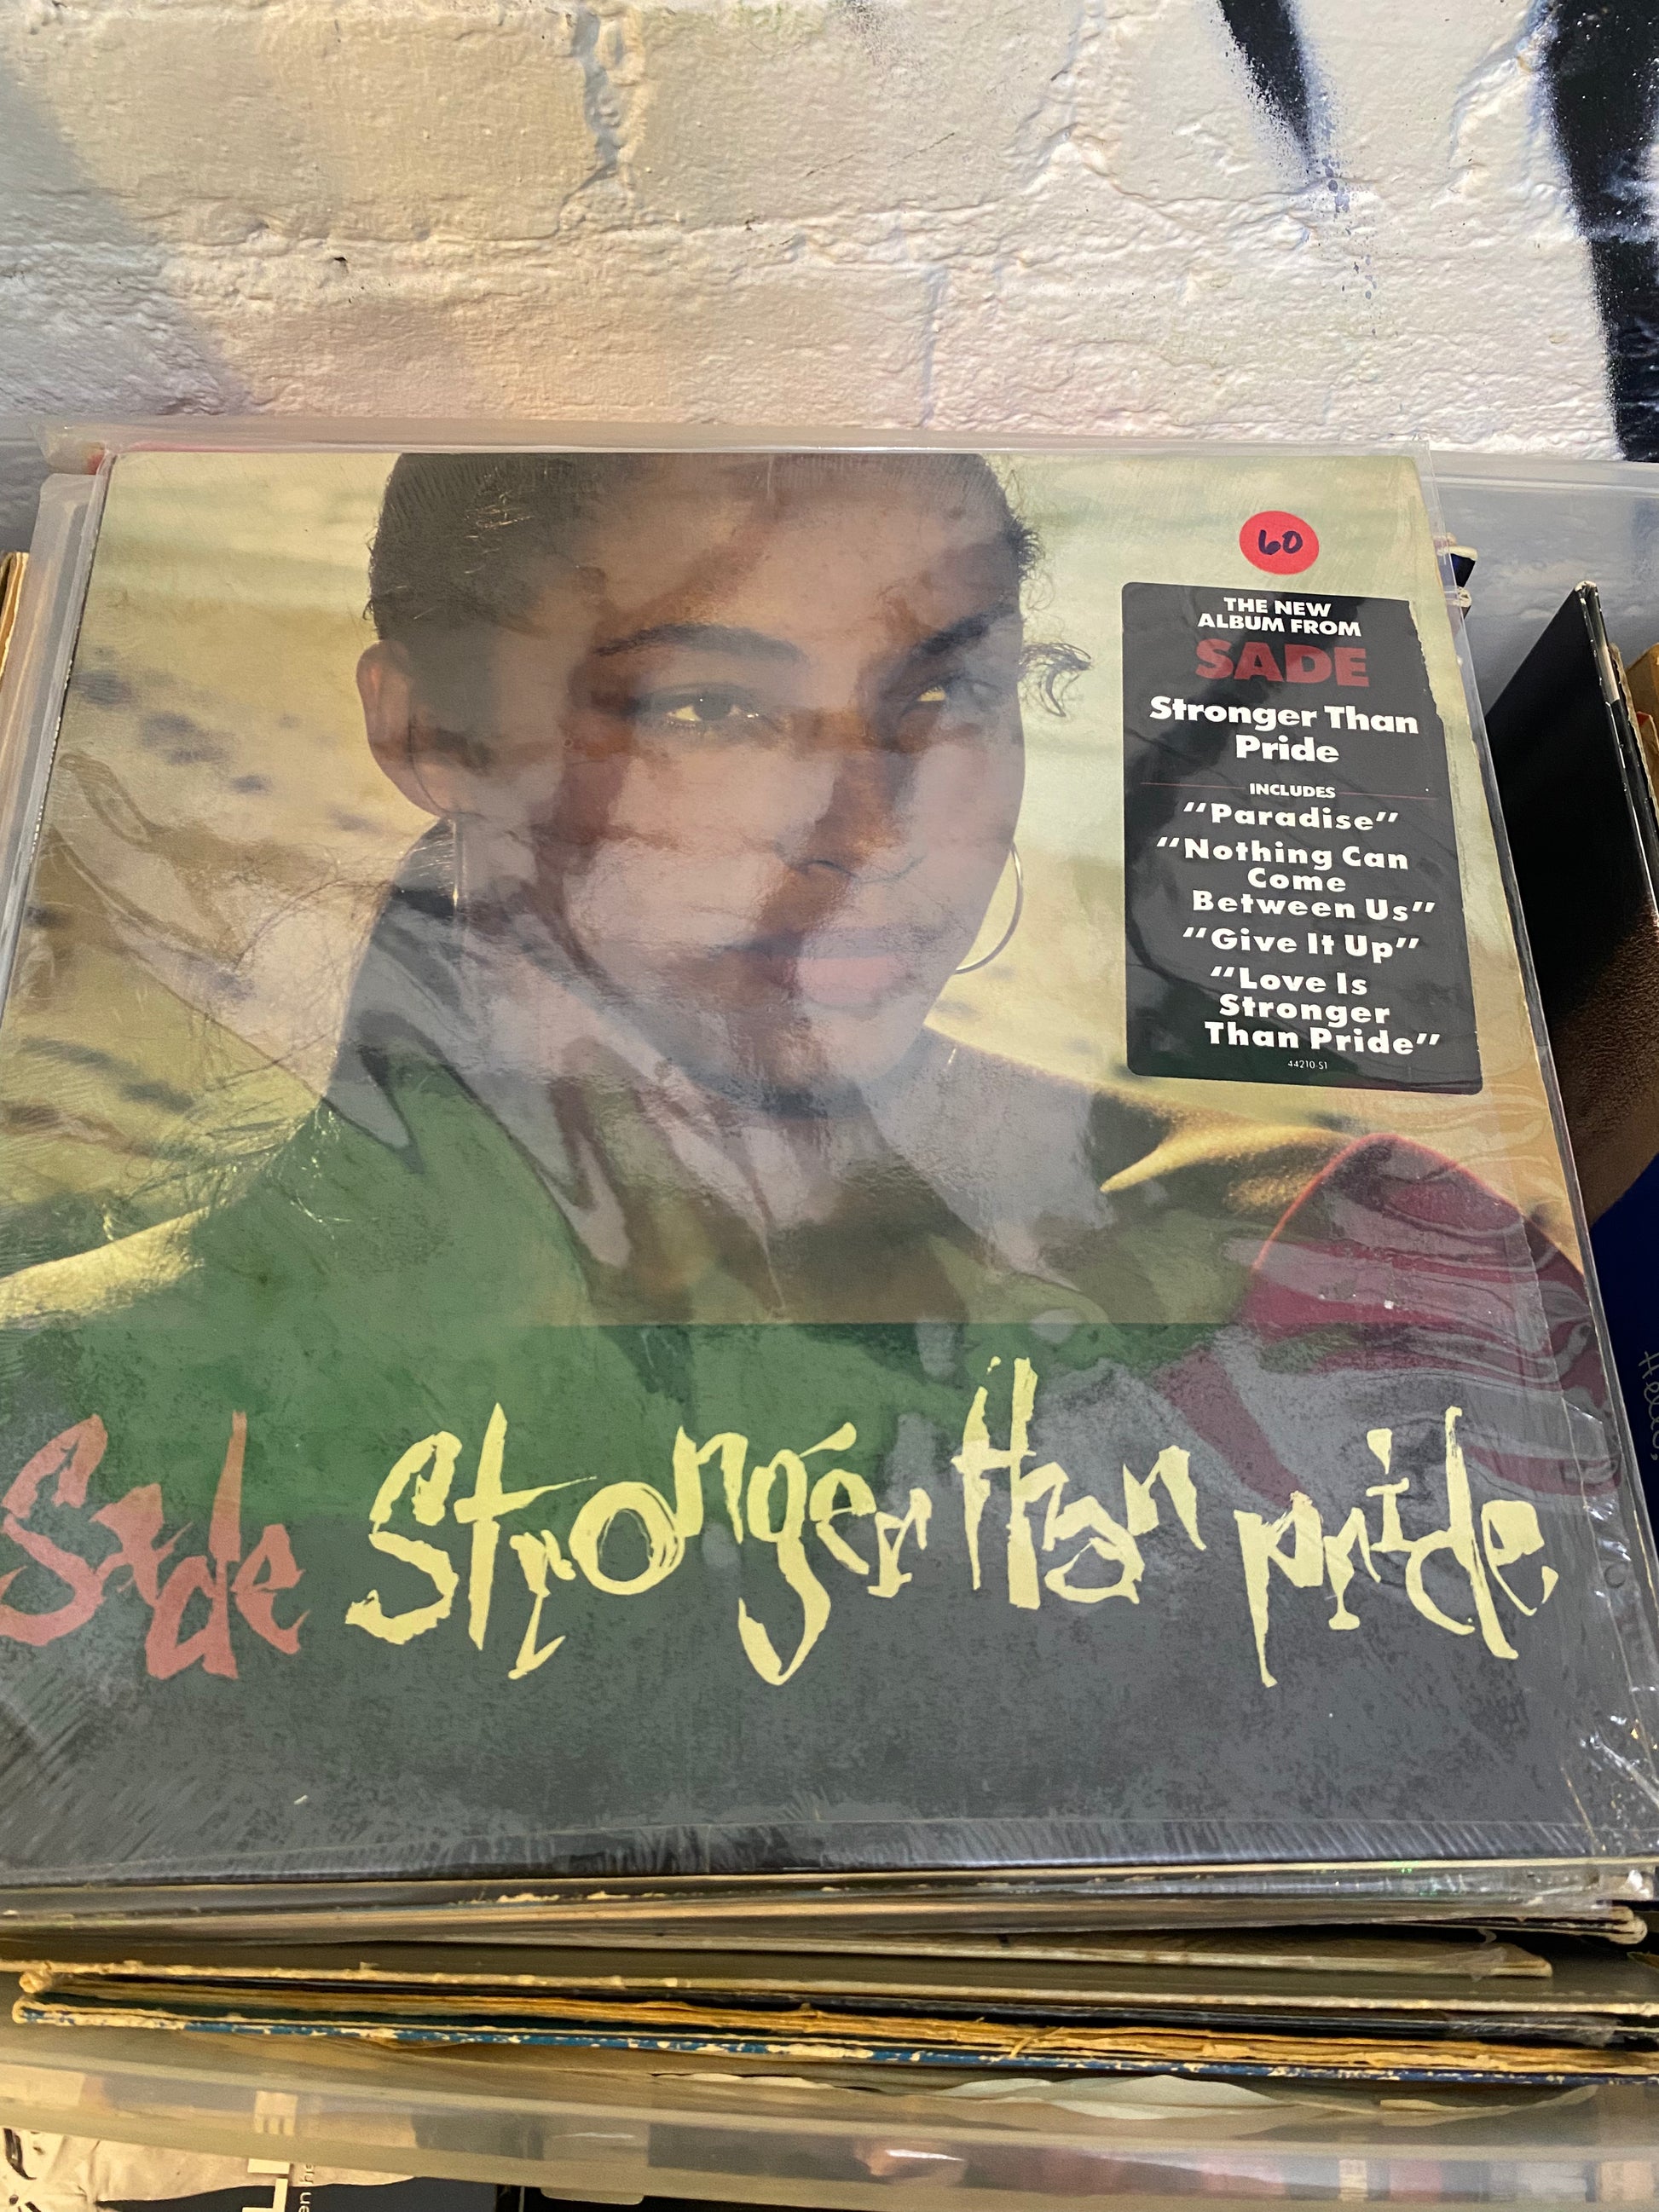 60
THE NEW
ALBUM FROM
SADE
Stronger Than
Pride
INCLUDES
"Paradise"
"Nothing Can
Come
Between Us"
"Give It Up"
"Love Is
Stronger
Than Pride"
44210-S1
Sade Stronger than pride